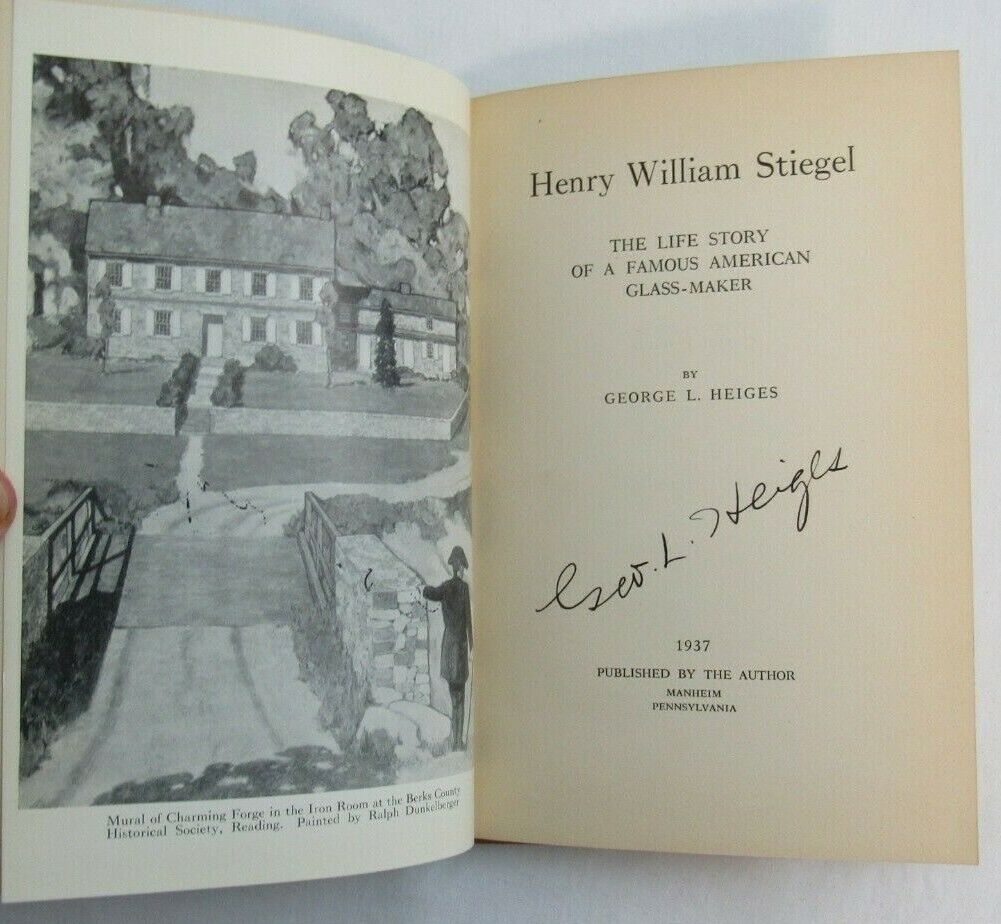 Mural of Charming Forge in the Iron Room at the Berks County
Historical Society, Reading. Painted by Ralph Dunkelberger
Henry William Stiegel
THE LIFE STORY
OF A FAMOUS AMERICAN
GLASS-MAKER
BY
GEORGE L. HEIGES
Geo. L. Heiges
1937
PUBLISHED BY THE AUTHOR
MANHEIM
PENNSYLVANIA